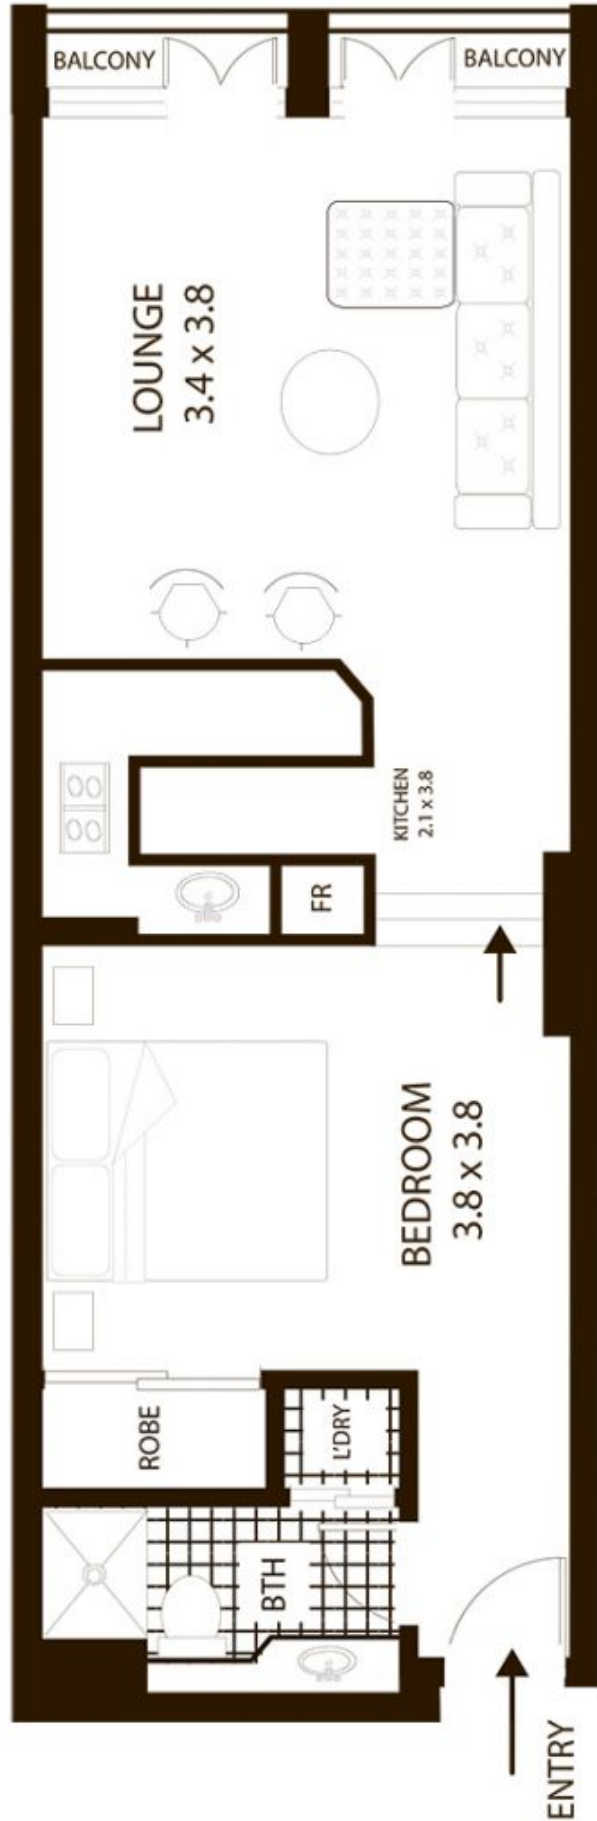 BALCONY
BALCONY
LOUNGE
3.4 x 3.8
KITCHEN
2.1 x 3.8
FR
BEDROOM
3.8 x 3.8
ROBE
L'DRY
BTH
ENTRY